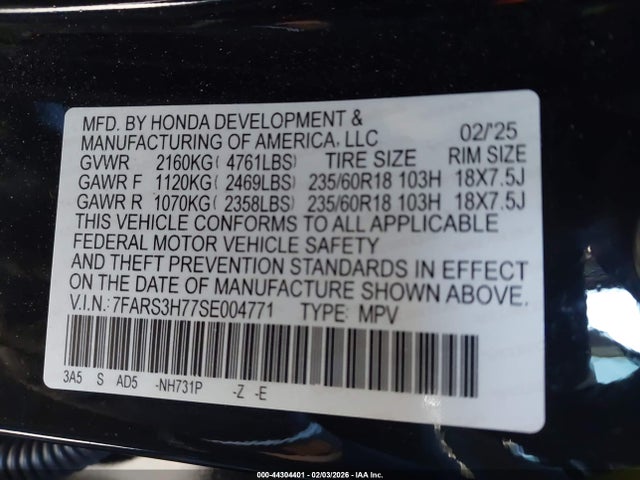 MFD. BY HONDA DEVELOPMENT &
MANUFACTURING OF AMERICA, LLC 02/'25
GVWR 2160KG( 4761LBS) TIRE SIZE RIM SIZE
GAWR F 1120KG( 2469LBS) 235/60R18 103H 18X7.5J
GAWR R 1070KG( 2358LBS) 235/60R18 103H 18X7.5J
THIS VEHICLE CONFORMS TO ALL APPLICABLE
FEDERAL MOTOR VEHICLE SAFETY
AND THEFT PREVENTION STANDARDS IN EFFECT
ON THE DATE OF MANUFACTURE SHOWN ABOVE.
V.I.N.: 7FARS3H77SE004771 TYPE: MPV
3A5 S AD5 -NH731P -Z -E
000-44304401 - 02/03/2026 - IAA Inc.